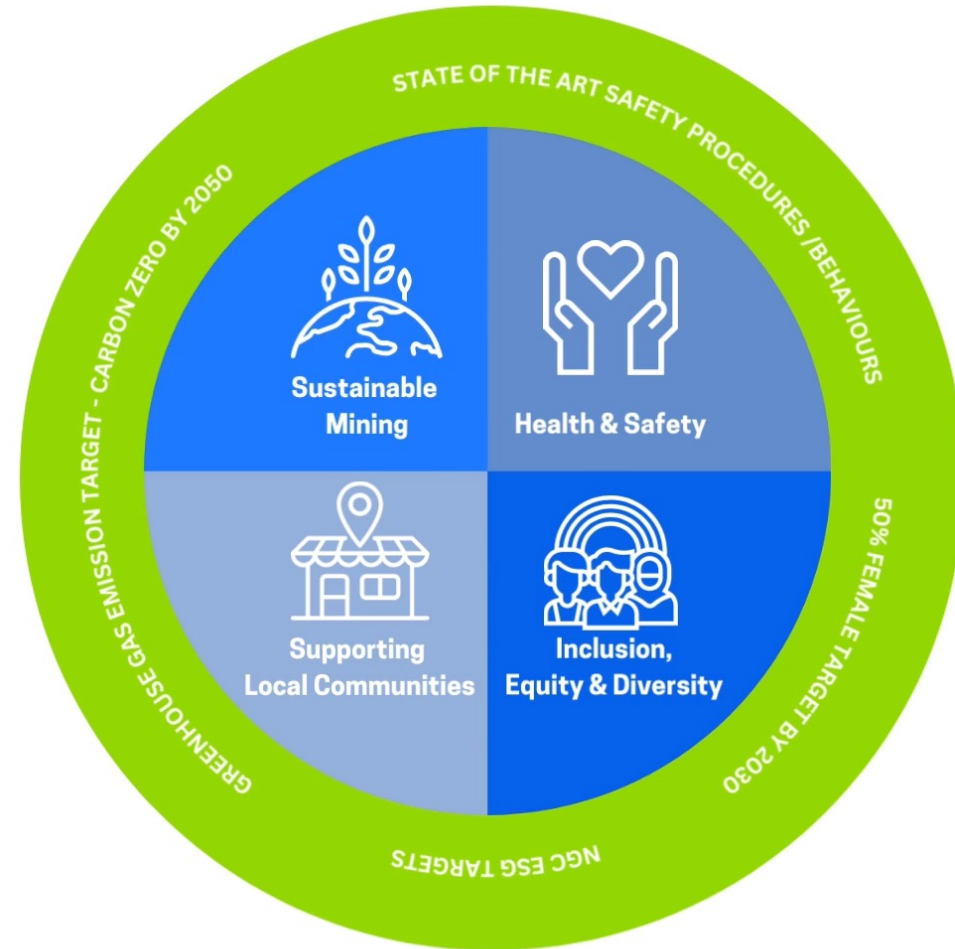 STATE OF THE ART SAFETY PROCEDURES /BEHAVIOURS
50% FEMALE TARGET BY 2030
NGC ESG TARGETS
GREENHOUSE GAS EMISSION TARGET - CARBON ZERO BY 2050
Sustainable
Mining
Health & Safety
Supporting
Local Communities
Inclusion,
Equity & Diversity